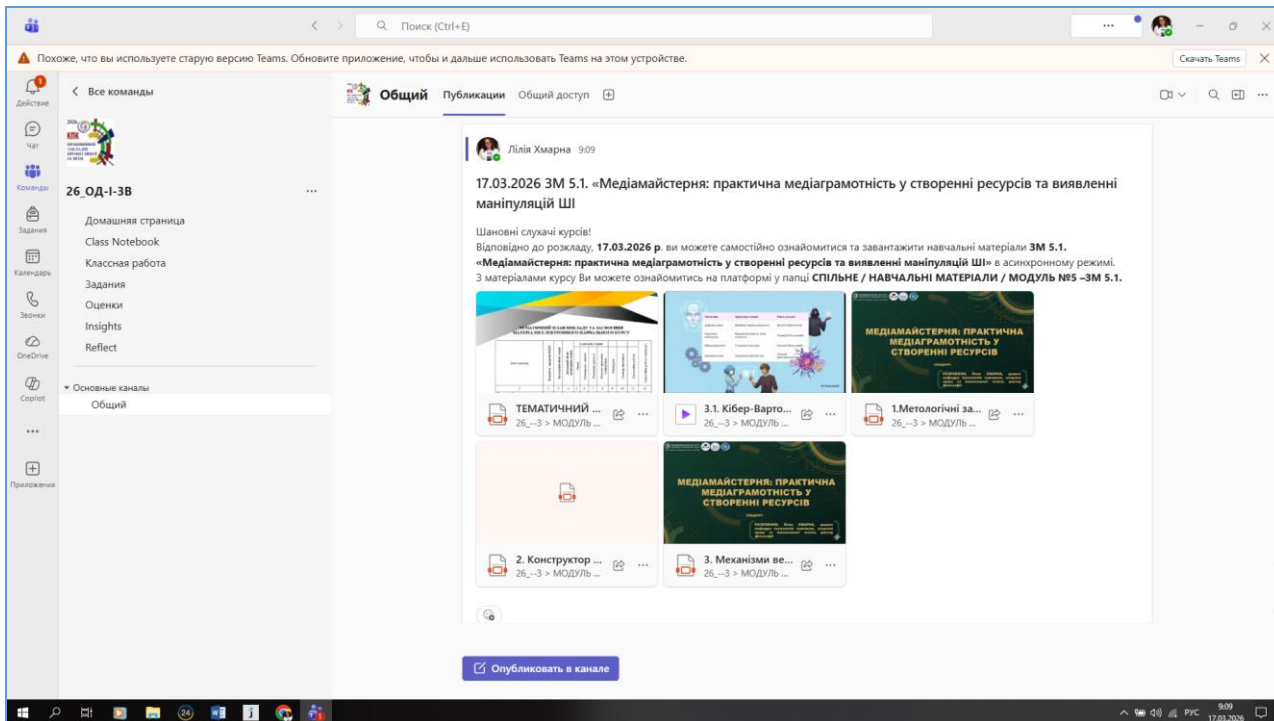 Поиск (Ctrl+E)
Похоже, что вы используете старую версию Teams. Обновите приложение, чтобы и дальше использовать Teams на этом устройстве.
Скачать Teams
Действие
Чат
Команды
Задания
Календарь
Звонки
OneDrive
Copilot
Приложения
Все команды
КПК
26_ОД-І-3В
Домашняя страница
Class Notebook
Классная работа
Задания
Оценки
Insights
Reflect
Основные каналы
Общий
Общий Публикации Общий доступ
Лілія Хмарна 9:09
17.03.2026 ЗМ 5.1. «Медіамайстерня: практична медіаграмотність у створенні ресурсів та виявленні
маніпуляцій ШІ
Шановні слухачі курсів!
Відповідно до розкладу, 17.03.2026 р. ви можете самостійно ознайомитися та завантажити навчальні матеріали ЗМ 5.1.
«Медіамайстерня: практична медіаграмотність у створенні ресурсів та виявленні маніпуляцій ШІ» в асинхронному режимі.
З матеріалами курсу Ви можете ознайомитись на платформі у папці СПІЛЬНЕ / НАВЧАЛЬНІ МАТЕРІАЛИ / МОДУЛЬ №5 –ЗМ 5.1.
МЕДІАМАЙСТЕРНЯ: ПРАКТИЧНА
МЕДІАГРАМОТНІСТЬ У
СТВОРЕННІ РЕСУРСІВ
ТЕМАТИЧНИЙ ...
26_--3 > МОДУЛЬ ...
3.1. Кібер-Варто...
26_--3 > МОДУЛЬ ...
1.Метологічні за...
26_--3 > МОДУЛЬ ...
МЕДІАМАЙСТЕРНЯ: ПРАКТИЧНА
МЕДІАГРАМОТНІСТЬ У
СТВОРЕННІ РЕСУРСІВ
2. Конструктор ...
26_--3 > МОДУЛЬ ...
3. Механізми ве...
26_--3 > МОДУЛЬ ...
Опубликовать в канале
24
РУС
9:09
17.03.2026